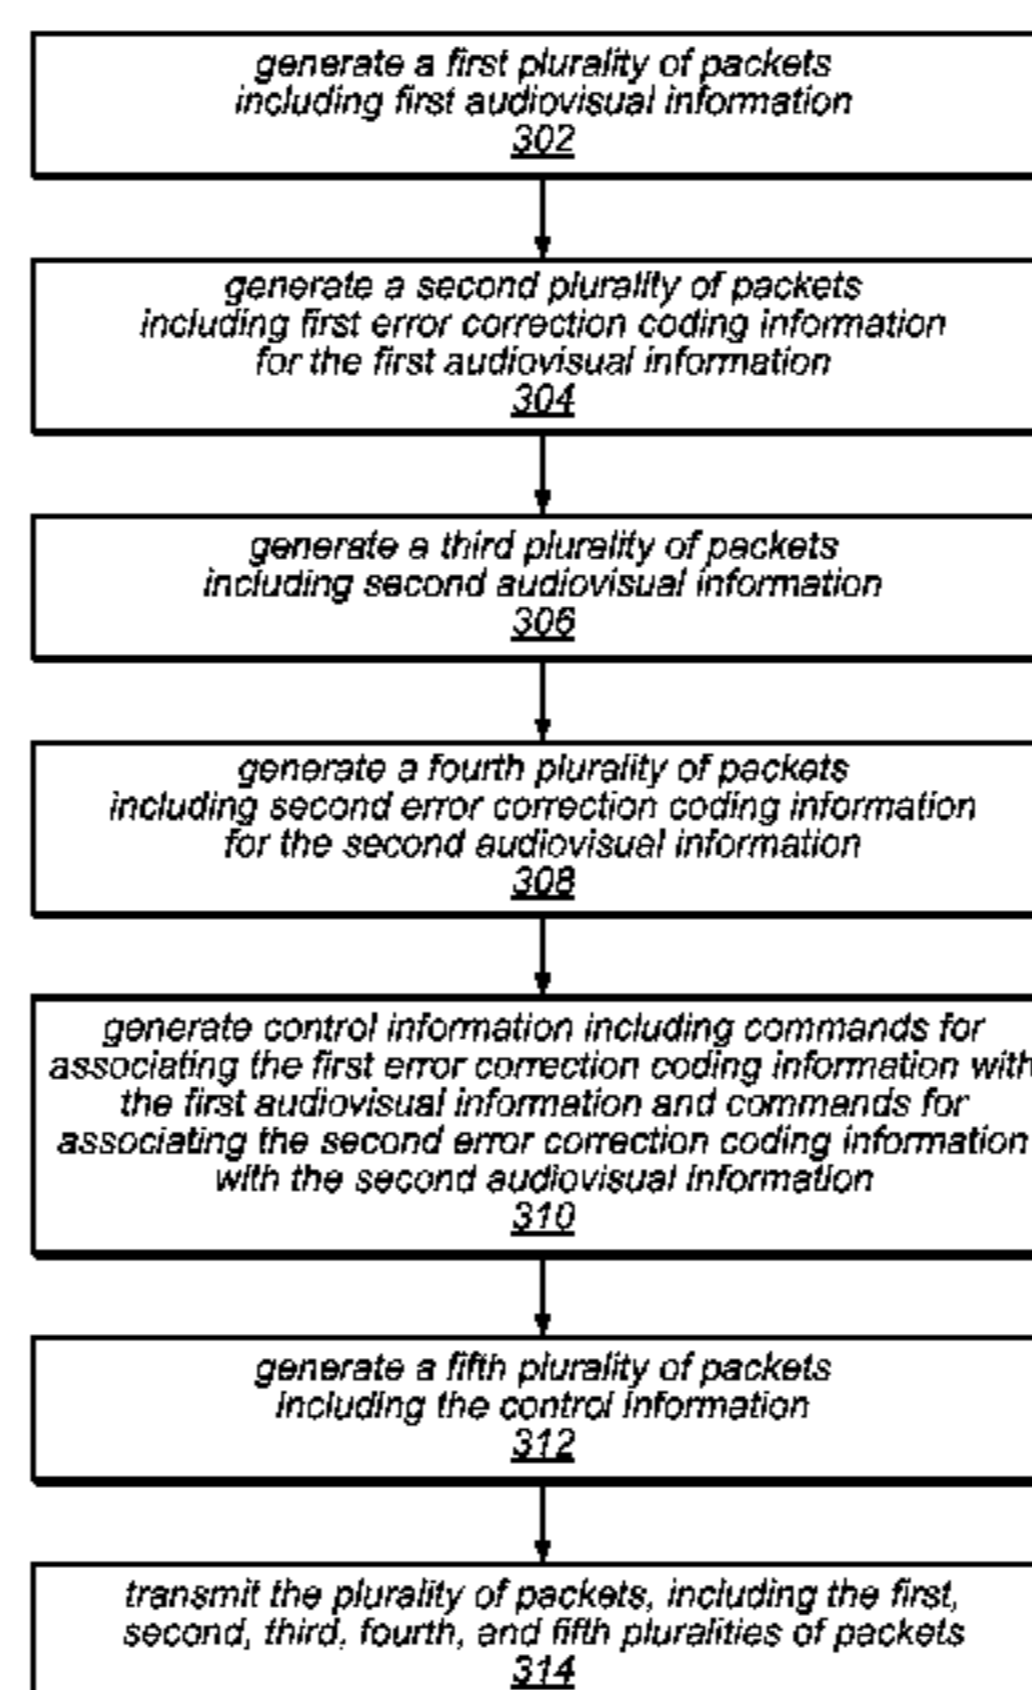 generate a first plurality of packets
including first audiovisual information
302
generate a second plurality of packets
including first error correction coding information
for the first audiovisual information
304
generate a third plurality of packets
including second audiovisual information
306
generate a fourth plurality of packets
including second error correction coding information
for the second audiovisual information
308
generate control information including commands for
associating the first error correction coding information with
the first audiovisual information and commands for
associating the second error correction coding information
with the second audiovisual information
310
generate a fifth plurality of packets
including the control information
312
transmit the plurality of packets, including the first,
second, third, fourth, and fifth pluralities of packets
314